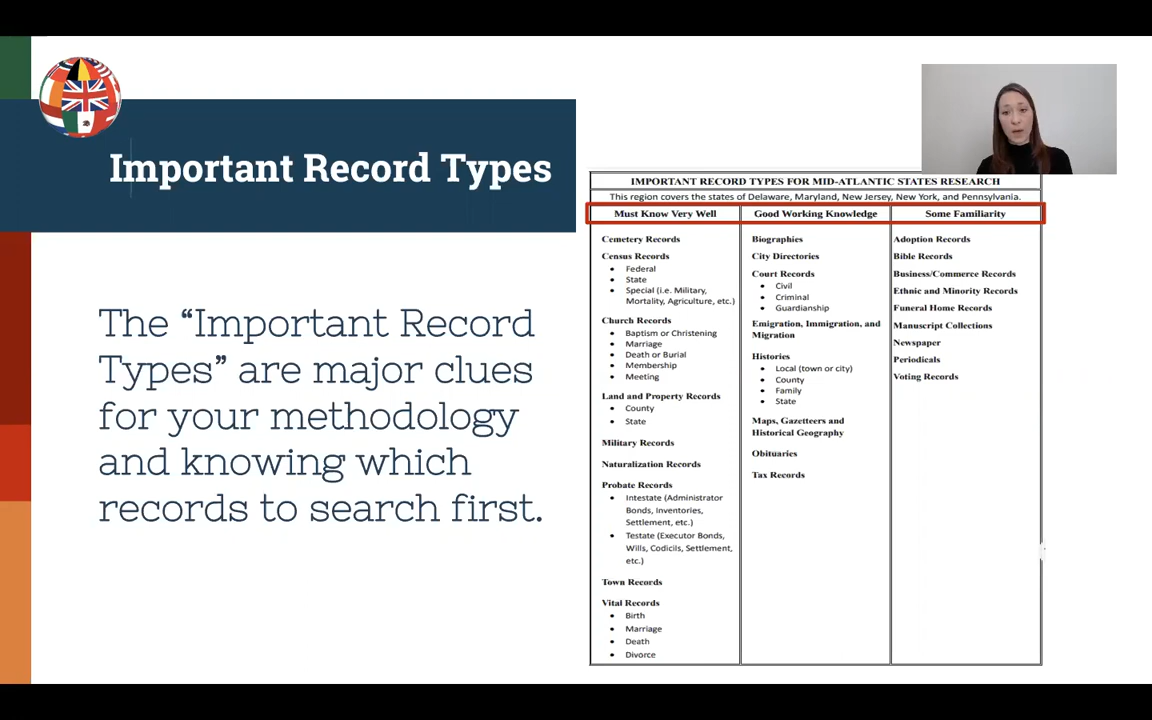 Important Record Types
The “Important Record
Types” are major clues
for your methodology
and knowing which
records to search first.
IMPORTANT RECORD TYPES FOR MID-ATLANTIC STATES RESEARCH
This region covers the states of Delaware, Maryland, New Jersey, New York, and Pennsylvania.
Must Know Very Well
Cemetery Records
Census Records
• Federal
• State
• Special (i.e. Military,
Mortality, Agriculture, etc.)
Church Records
• Baptism or Christening
• Marriage
• Death or Burial
• Membership
• Meeting
Land and Property Records
• County
• State
Military Records
Naturalization Records
Probate Records
• Intestate (Administrator
Bonds, Inventories,
Settlement, etc.)
• Testate (Executor Bonds,
Wills, Codicils, Settlement,
etc.)
Town Records
Vital Records
• Birth
• Marriage
• Death
• Divorce
Good Working Knowledge
Biographies
City Directories
Court Records
• Civil
• Criminal
• Guardianship
Emigration, Immigration, and
Migration
Histories
• Local (town or city)
• County
• Family
• State
Maps, Gazetteers and
Historical Geography
Obituaries
Tax Records
Some Familiarity
Adoption Records
Bible Records
Business/Commerce Records
Ethnic and Minority Records
Funeral Home Records
Manuscript Collections
Newspaper
Periodicals
Voting Records